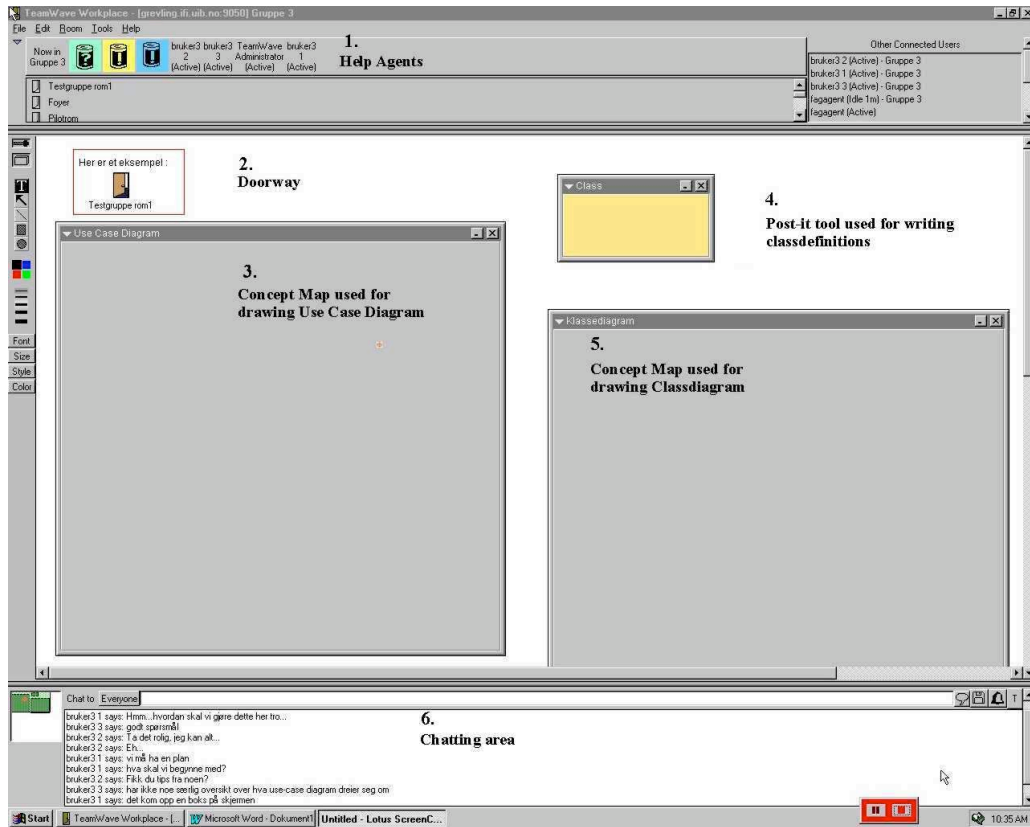 TeamWave Workplace - [grevling.ifi.uib.no:9050] Gruppe 3
File Edit Room Tools Help
Now in
Gruppe 3
bruker3 2 (Active)
bruker3 3 (Active)
TeamWave Administrator (Active)
bruker3 1 (Active)
1.
Help Agents
Other Connected Users
bruker3 2 (Active) - Gruppe 3
bruker3 1 (Active) - Gruppe 3
bruker3 3 (Active) - Gruppe 3
fagagent (Idle 1m) - Gruppe 3
fagagent (Active)
Testgruppe rom1
Foyer
Pilotrom
Her er et eksempel :
Testgruppe rom1
2.
Doorway
Class
4.
Post-it tool used for writing
classdefinitions
T
Use Case Diagram
3.
Concept Map used for
drawing Use Case Diagram
Klassediagram
5.
Concept Map used for
drawing Classdiagram
Font
Size
Style
Color
Chat to Everyone
T
bruker3 1 says: Hmm...hvordan skal vi gjøre dette her tro...
bruker3 3 says: godt spørsmål
bruker3 2 says: Ta det rolig, jeg kan alt...
bruker3 2 says: Eh...
bruker3 1 says: vi må ha en plan
bruker3 1 says: hva skal vi begynne med?
bruker3 2 says: Fikk du tips fra noen?
bruker3 3 says: har ikke noe særlig oversikt over hva use-case diagram dreier seg om
bruker3 1 says: det kom opp en boks på skjermen
6.
Chatting area
Start
TeamWave Workplace - [...
Microsoft Word - Dokument1
Untitled - Lotus ScreenC...
10:35 AM